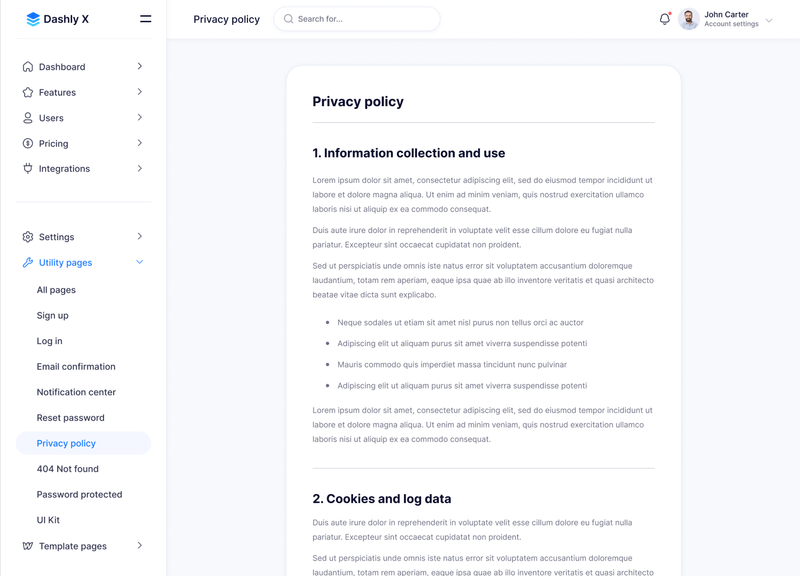 Dashly X
Privacy policy
Search for...
John Carter
Account settings
Dashboard
Features
Users
Pricing
Integrations
Settings
Utility pages
All pages
Sign up
Log in
Email confirmation
Notification center
Reset password
Privacy policy
404 Not found
Password protected
UI Kit
Template pages
Privacy policy
1. Information collection and use
Lorem ipsum dolor sit amet, consectetur adipiscing elit, sed do eiusmod tempor incididunt ut
labore et dolore magna aliqua. Ut enim ad minim veniam, quis nostrud exercitation ullamco
laboris nisi ut aliquip ex ea commodo consequat.
Duis aute irure dolor in reprehenderit in voluptate velit esse cillum dolore eu fugiat nulla
pariatur. Excepteur sint occaecat cupidatat non proident.
Sed ut perspiciatis unde omnis iste natus error sit voluptatem accusantium doloremque
laudantium, totam rem aperiam, eaque ipsa quae ab illo inventore veritatis et quasi architecto
beatae vitae dicta sunt explicabo.
Neque sodales ut etiam sit amet nisl purus non tellus orci ac auctor
Adipiscing elit ut aliquam purus sit amet viverra suspendisse potenti
Mauris commodo quis imperdiet massa tincidunt nunc pulvinar
Adipiscing elit ut aliquam purus sit amet viverra suspendisse potenti
Lorem ipsum dolor sit amet, consectetur adipiscing elit, sed do eiusmod tempor incididunt ut
labore et dolore magna aliqua. Ut enim ad minim veniam, quis nostrud exercitation ullamco
laboris nisi ut aliquip ex ea commodo consequat.
2. Cookies and log data
Duis aute irure dolor in reprehenderit in voluptate velit esse cillum dolore eu fugiat nulla
pariatur. Excepteur sint occaecat cupidatat non proident.
Sed ut perspiciatis unde omnis iste natus error sit voluptatem accusantium doloremque
laudantium, totam rem aperiam, eaque ipsa quae ab illo inventore veritatis et quasi architecto